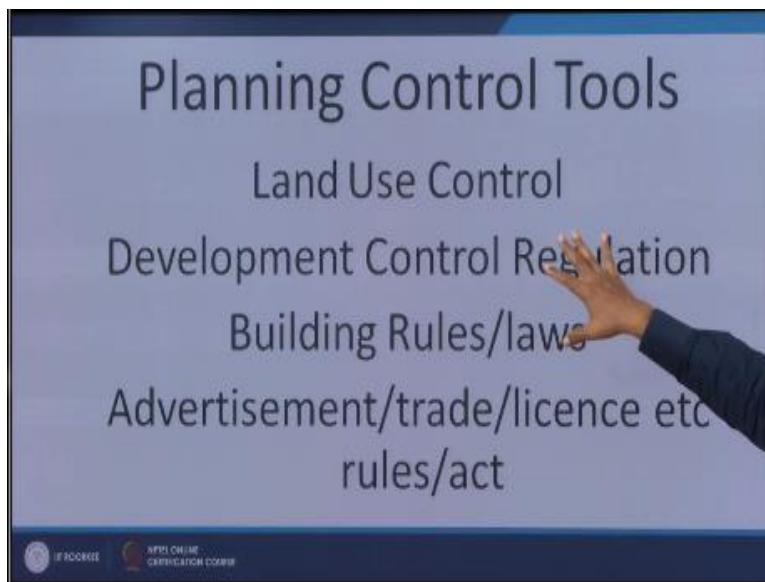 Planning Control Tools
Land Use Control
Development Control Regulation
Building Rules/laws
Advertisement/trade/licence etc
rules/act
IIT ROORKEE
NPTEL ONLINE
CERTIFICATION COURSE